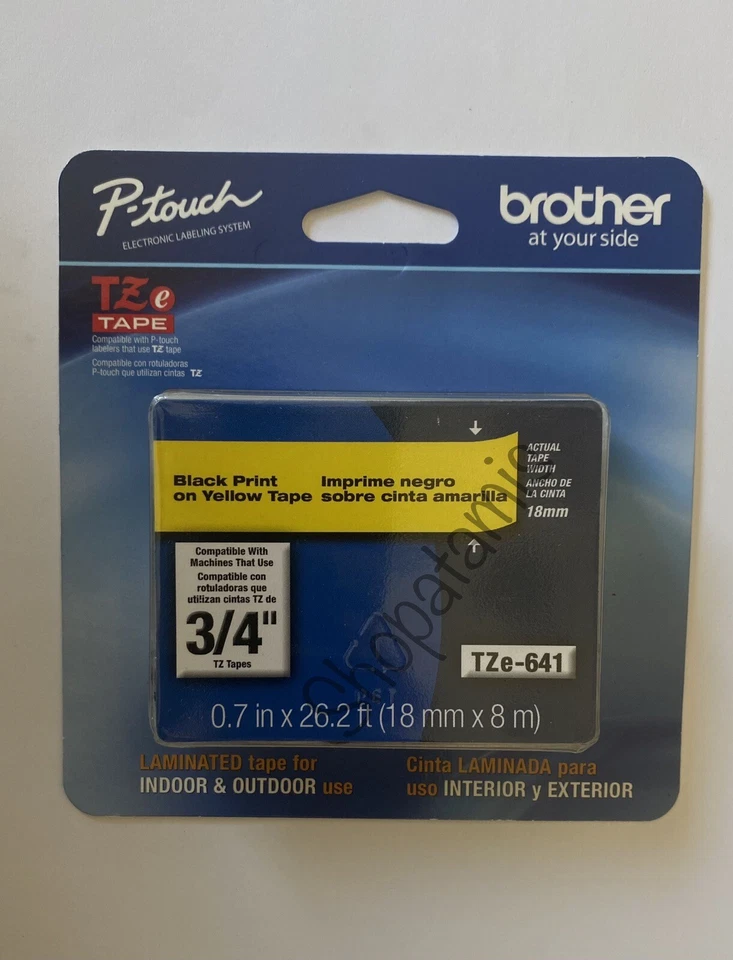 P-touch
ELECTRONIC LABELING SYSTEM
brother
at your side
TZe
TAPE
Compatible with P-touch
labelers that use TZ tape
Compatible con rotuladoras
P-touch que utilizan cintas TZ
ACTUAL
TAPE
WIDTH
ANCHO DE
LA CINTA
18mm
Black Print
on Yellow Tape
Imprime negro
sobre cinta amarilla
Compatible With
Machines That Use
Compatible con
rotuladoras que
utilizan cintas TZ de
3/4"
TZ Tapes
TZe-641
0.7 in x 26.2 ft (18 mm x 8 m)
LAMINATED tape for
INDOOR & OUTDOOR use
Cinta LAMINADA para
uso INTERIOR y EXTERIOR